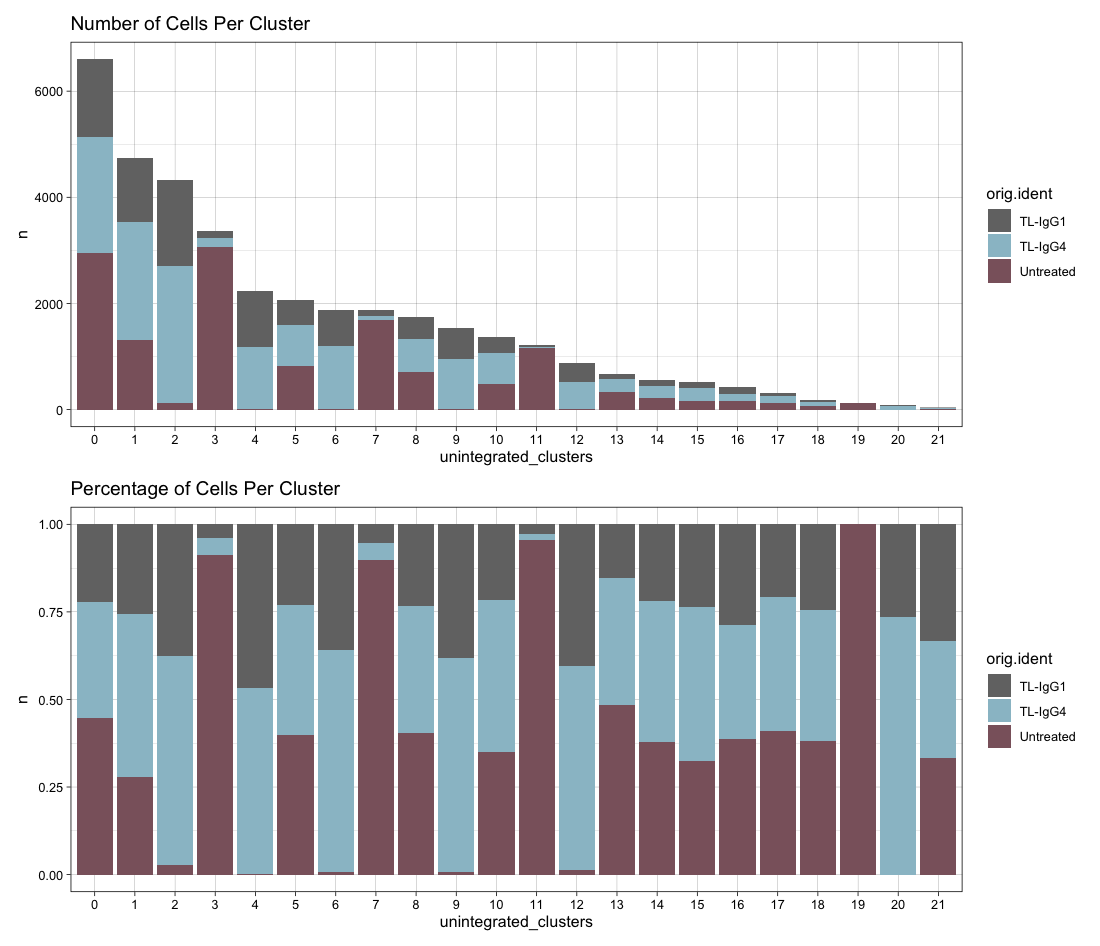 Number of Cells Per Cluster
6000
4000
2000
0
n
0 1 2 3 4 5 6 7 8 9 10 11 12 13 14 15 16 17 18 19 20 21
unintegrated_clusters
orig.ident
TL-IgG1
TL-IgG4
Untreated
Percentage of Cells Per Cluster
1.00
0.75
0.50
0.25
0.00
n
0 1 2 3 4 5 6 7 8 9 10 11 12 13 14 15 16 17 18 19 20 21
unintegrated_clusters
orig.ident
TL-IgG1
TL-IgG4
Untreated